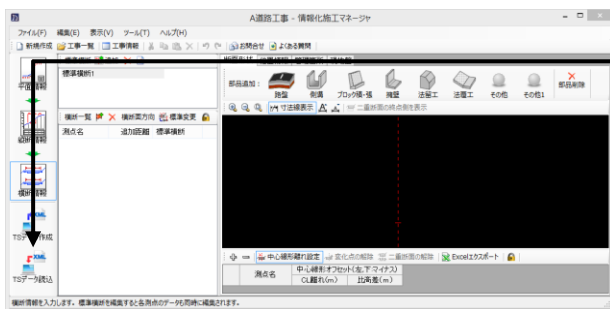 A道路工事 - 情報化施工マネージャ
ファイル(F) 編集(E) 表示(V) ツール(T) ヘルプ(H)
新規作成 工事一覧 工事情報 お問合せ よくある質問
平面情報
縦断情報
横断情報
TSデータ作成
TSデータ読込
標準横断1
横断一覧 横断面方向 標準変更
測点名 追加距離 標準横断
部品追加：
路盤 側溝 ブロック積・張 擁壁 法留工 法覆工 その他 その他1 部品削除
寸法線表示 二重断面の終点側を表示
中心線形離れ設定 変化点の解除 二重断面の解除 Excelエクスポート
測点名 中心線形オフセット(左,下:マイナス)
CL離れ(m) 比高差(m)
横断情報を入力します。標準横断を編集すると各測点のデータも同時に編集されます。